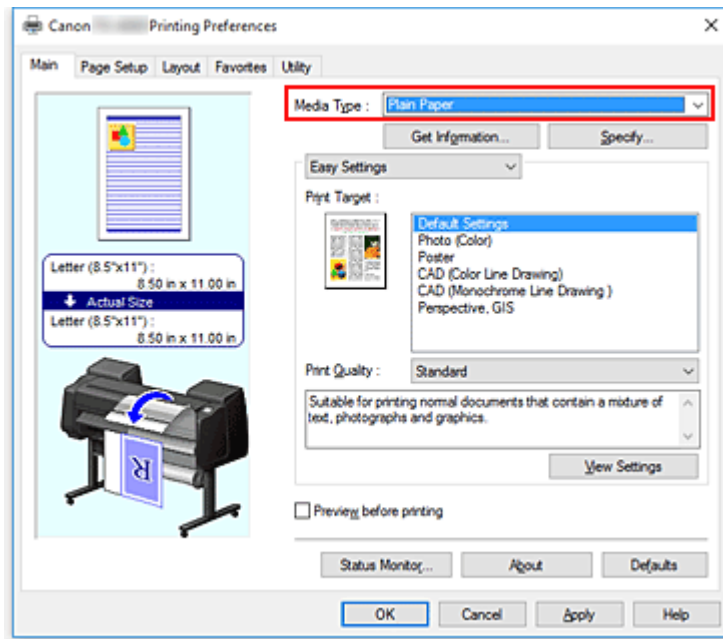 Canon Printing Preferences
Main Page Setup Layout Favorites Utility
Media Type : Plain Paper
Get Information... Specify...
Easy Settings
Print Target :
Default Settings
Photo (Color)
Poster
CAD (Color Line Drawing)
CAD (Monochrome Line Drawing )
Perspective, GIS
Letter (8.5"x11") :
8.50 in x 11.00 in
Actual Size
Letter (8.5"x11") :
8.50 in x 11.00 in
Print Quality : Standard
Suitable for printing normal documents that contain a mixture of
text, photographs and graphics.
View Settings
R
Preview before printing
Status Monitor... About Defaults
OK Cancel Apply Help